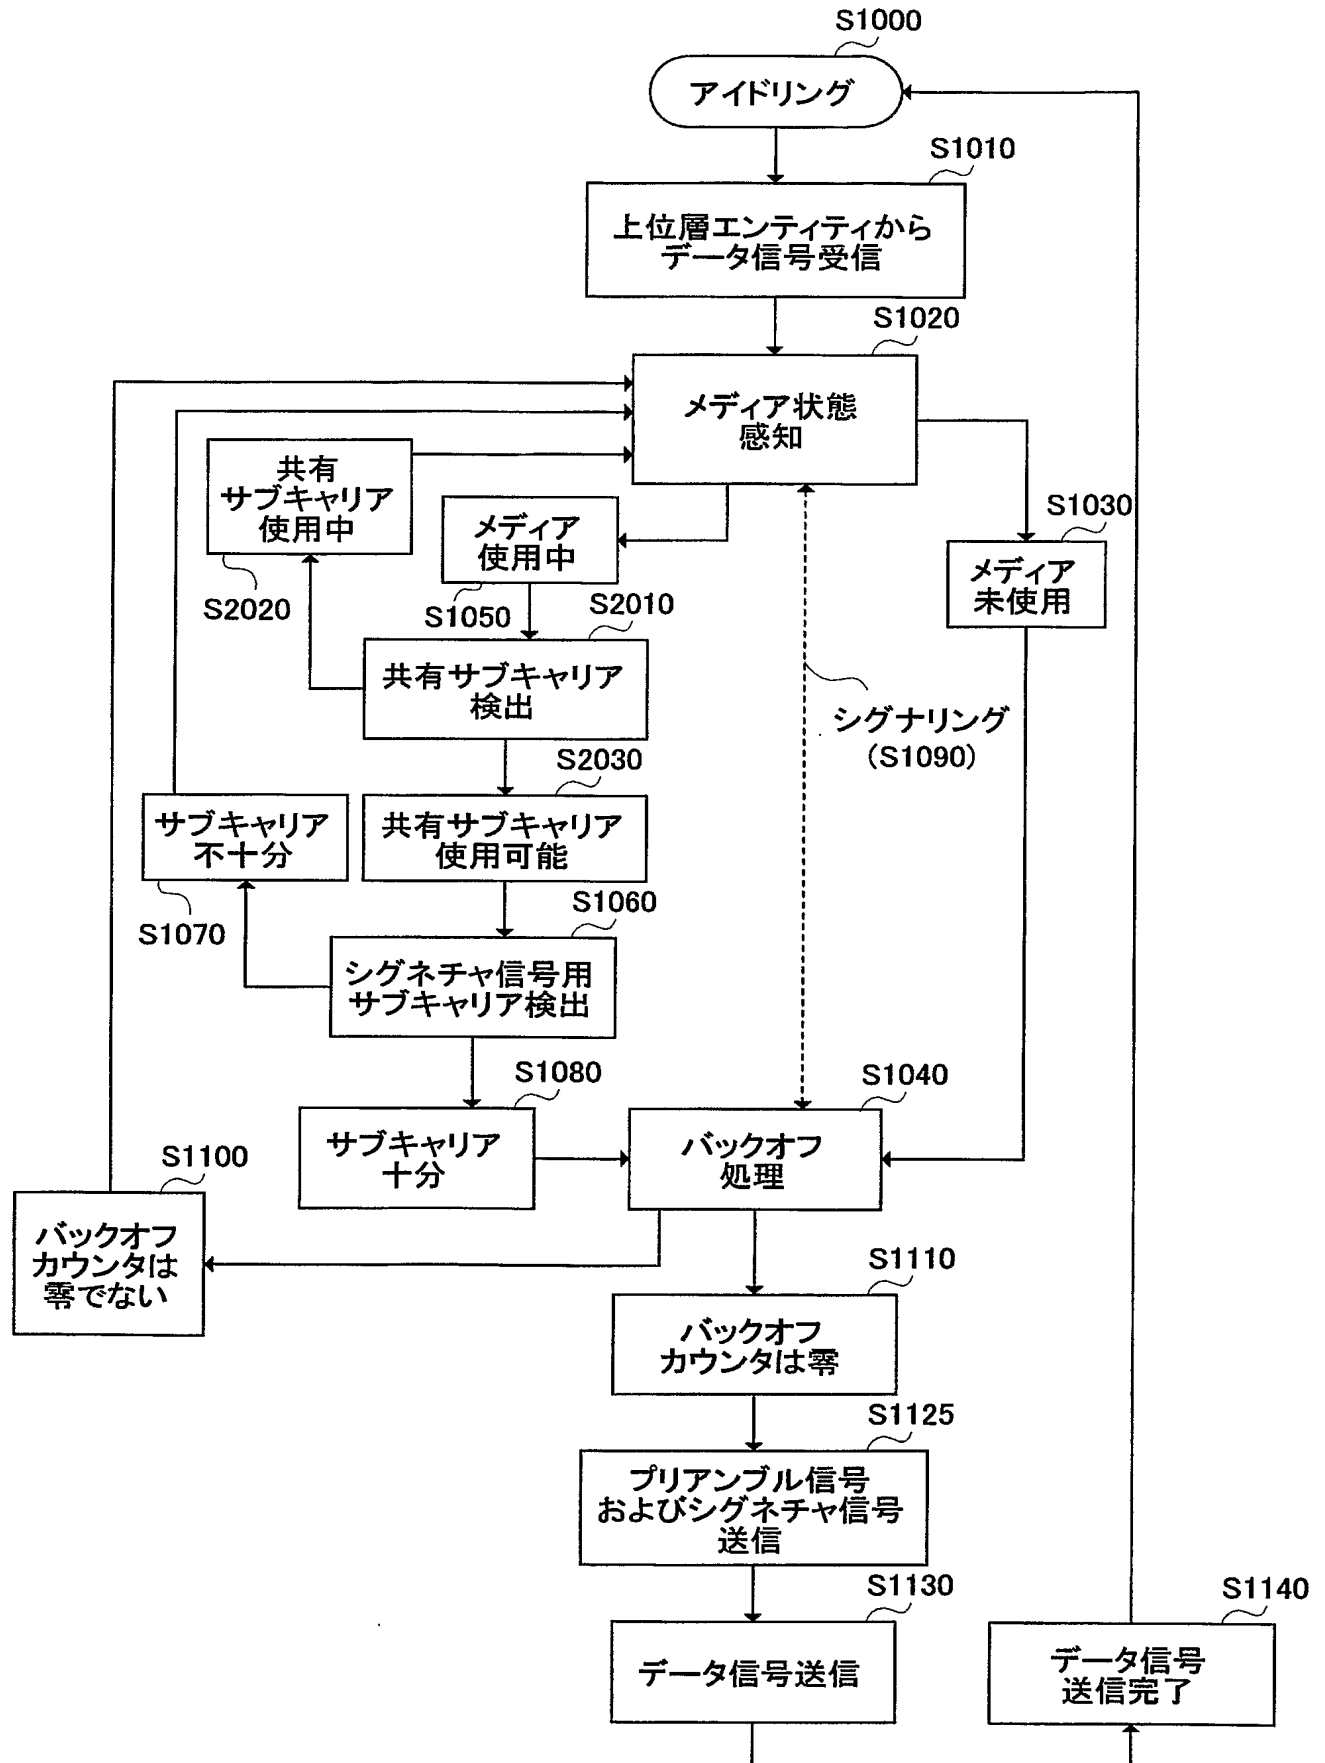 S1000
アイドリング
S1010
上位層エンティティから
データ信号受信
S1020
メディア状態
感知
共有
サブキャリア
使用中
S2020
メディア
使用中
S1050
S1030
メディア
未使用
S2010
共有サブキャリア
検出
シグナリング
(S1090)
S2030
共有サブキャリア
使用可能
サブキャリア
不十分
S1070
S1060
シグネチャ信号用
サブキャリア検出
S1080
サブキャリア
十分
S1040
バックオフ
処理
S1100
バックオフ
カウンタは
零でない
S1110
バックオフ
カウンタは零
S1125
プリアンブル信号
およびシグネチャ信号
送信
S1130
データ信号送信
S1140
データ信号
送信完了